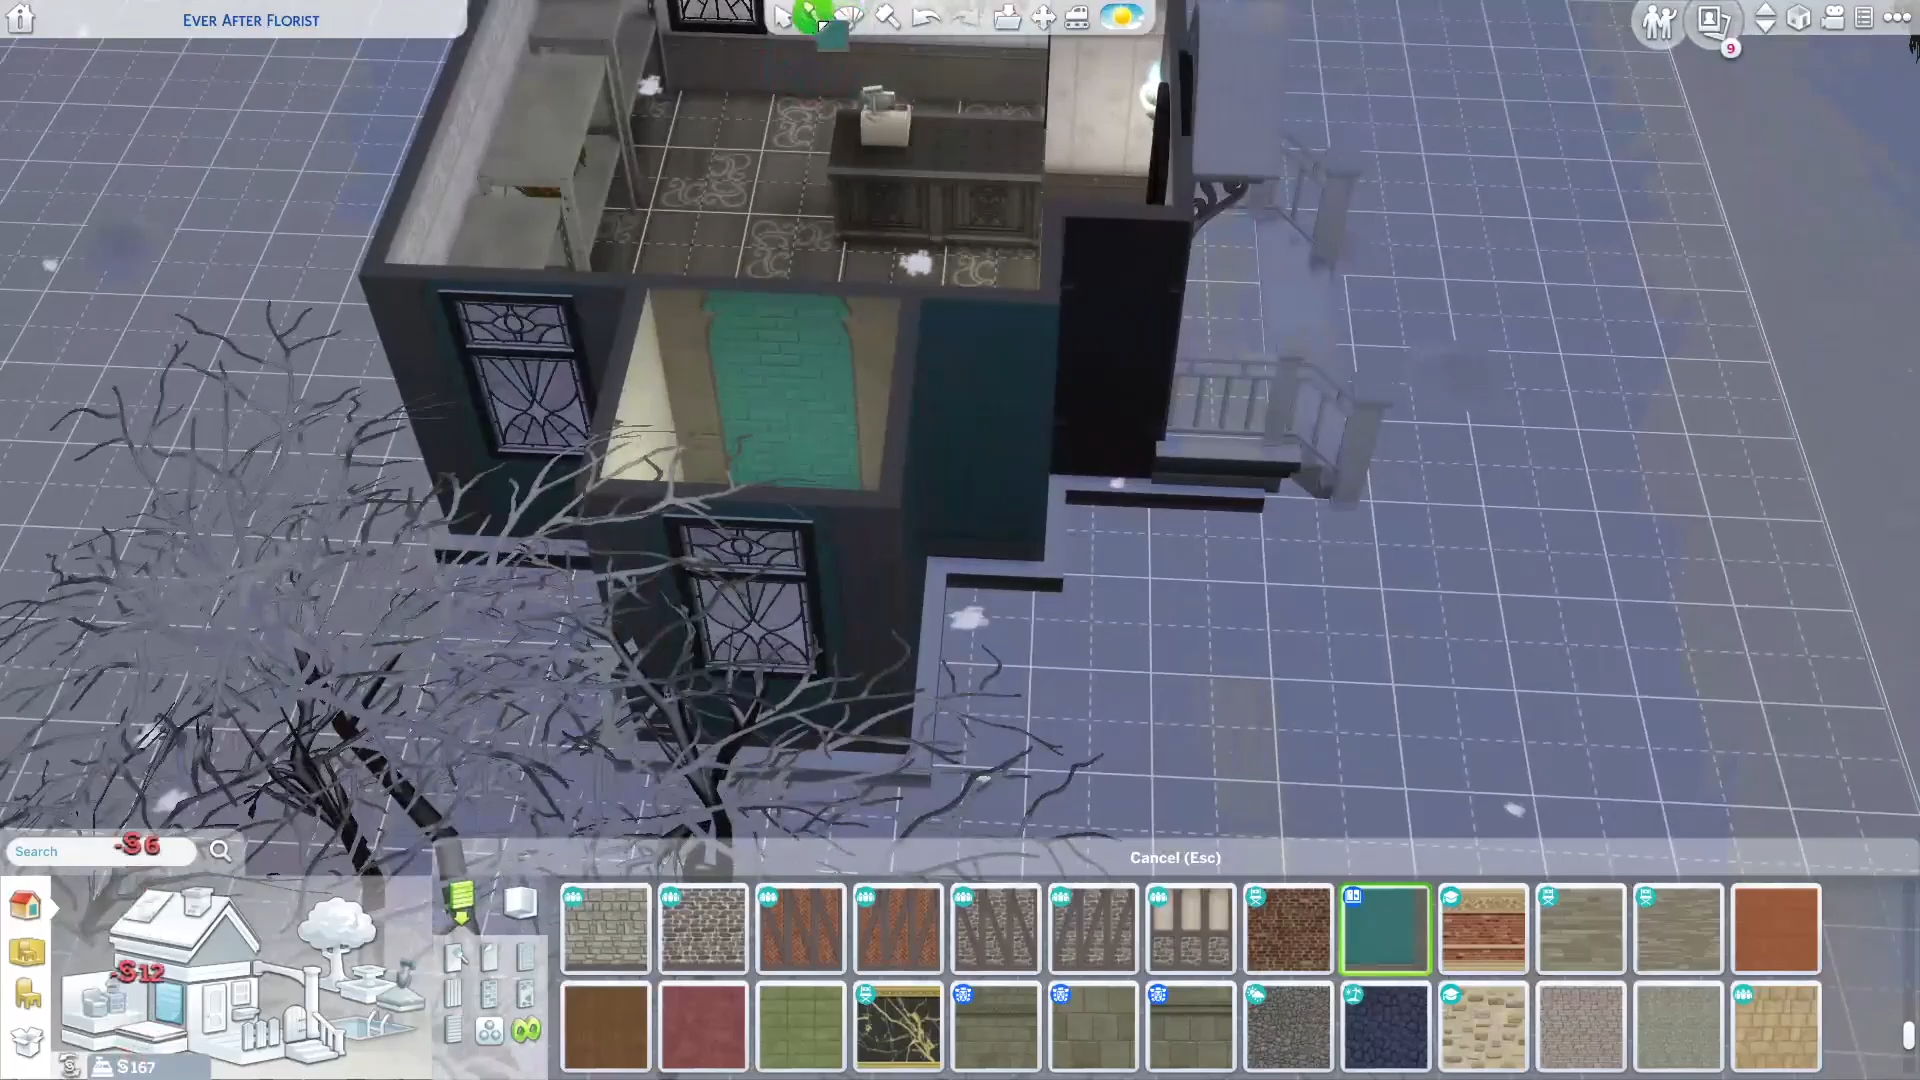 EVER AFTER FLORIST
9
Cancel (Esc)
Search
-§6
-§12
§167